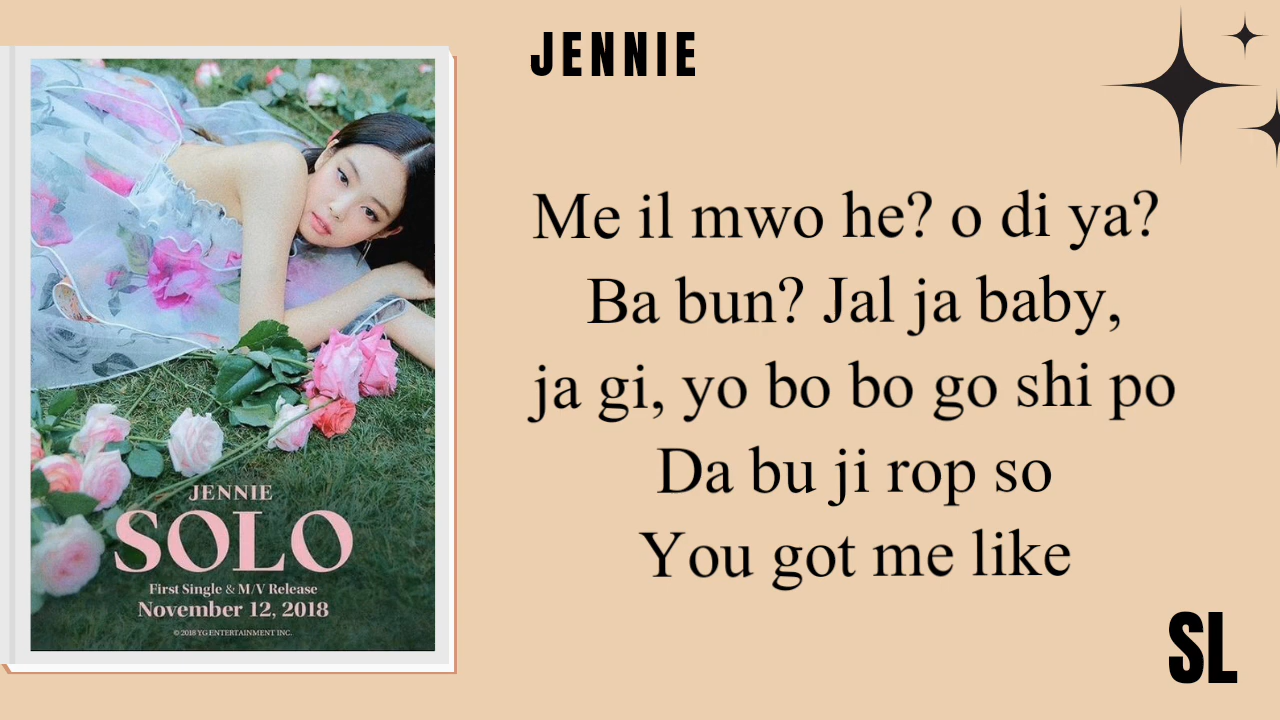 JENNIE
Me il mwo he? o di ya?
Ba bun? Jal ja baby,
ja gi, yo bo bo go shi po
Da bu ji rop so
You got me like
JENNIE
SOLO
First Single & M/V Release
November 12, 2018
© 2018 YG ENTERTAINMENT INC.
SL